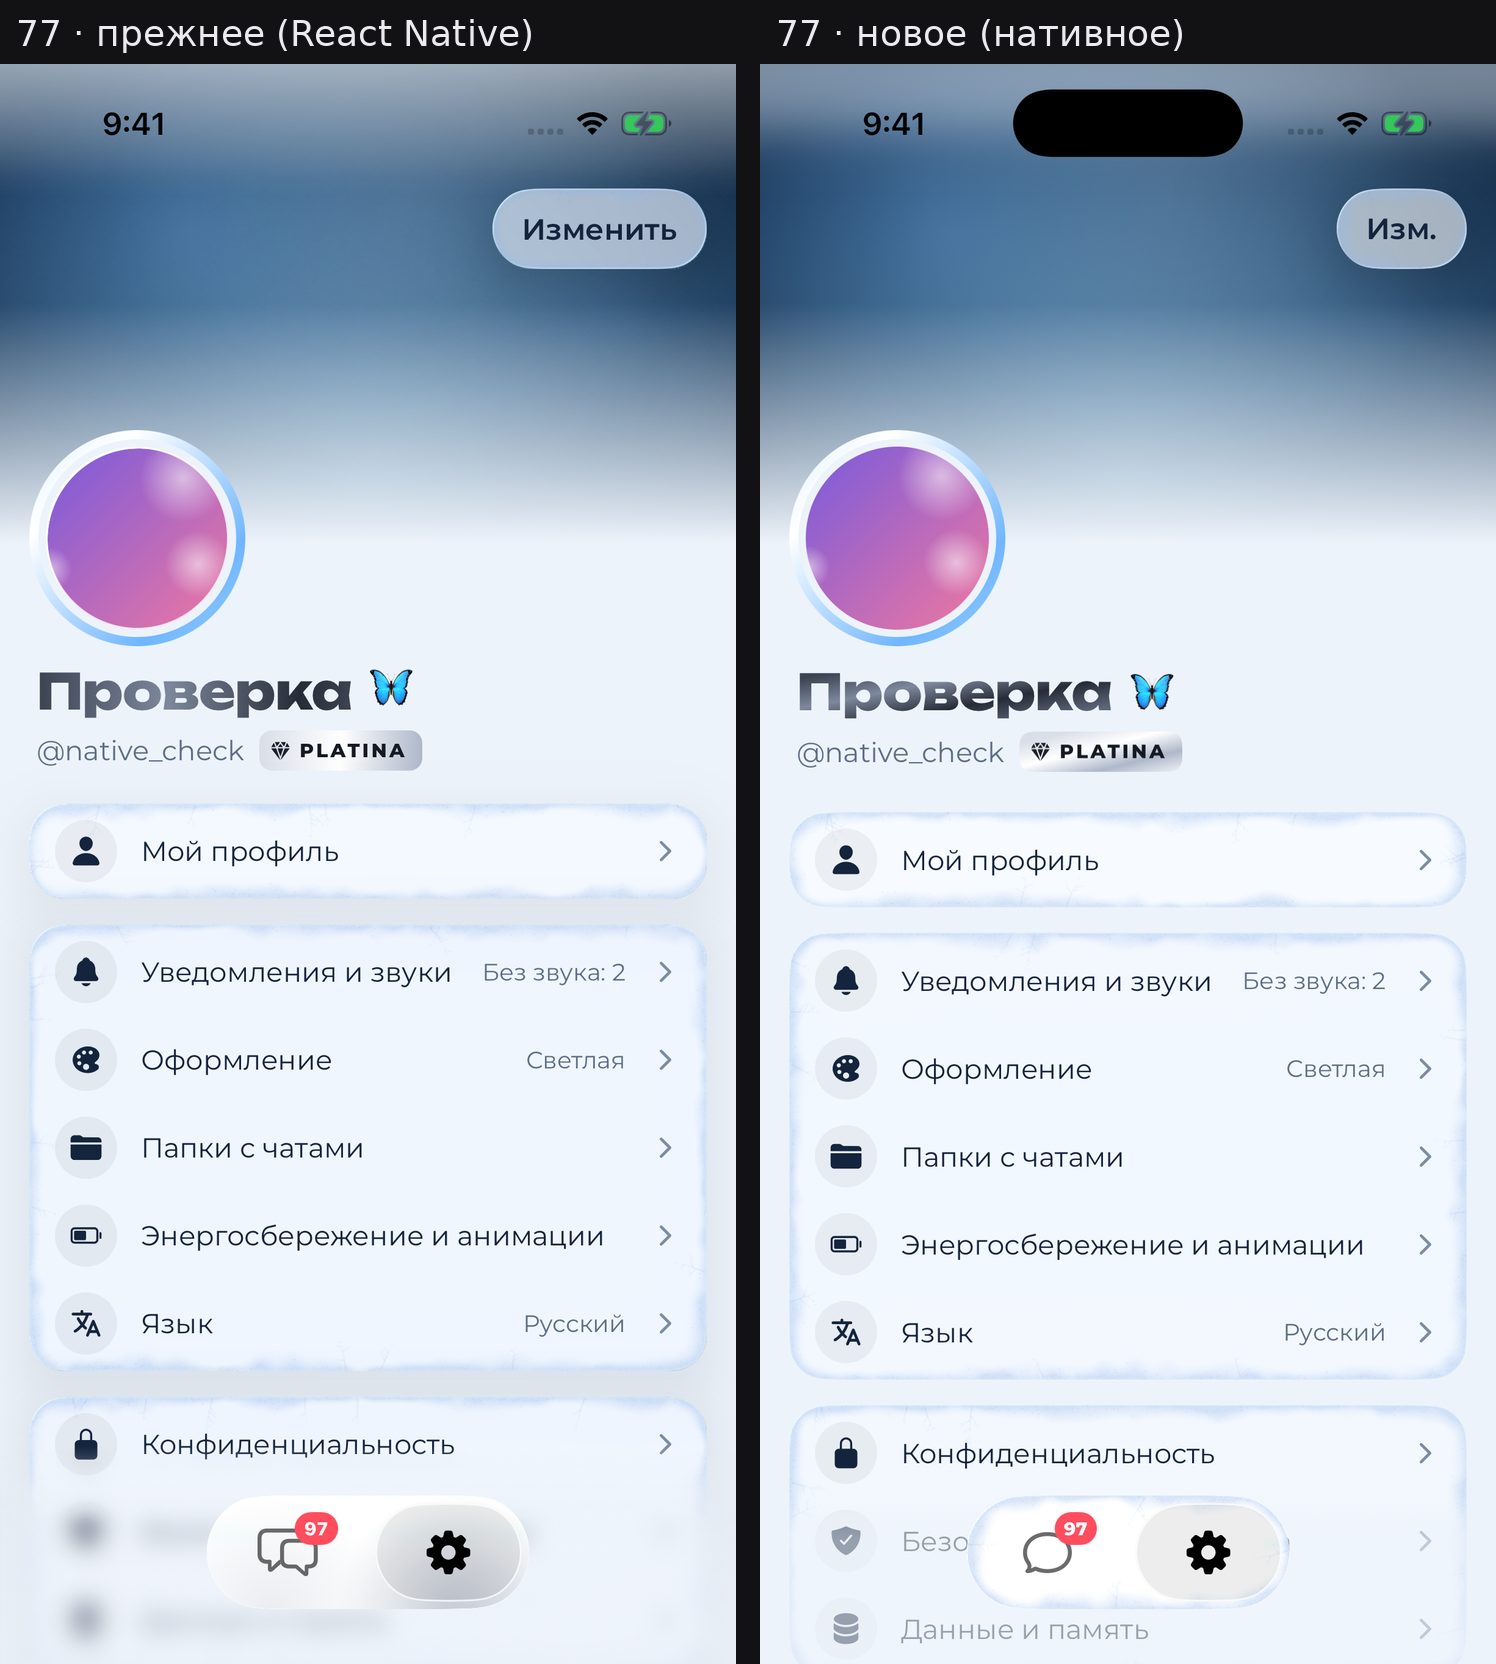 77 · прежнее (React Native)
9:41
Изменить
Проверка 🦋
@native_check PLATINA
Мой профиль
Уведомления и звуки Без звука: 2
Оформление Светлая
Папки с чатами
Энергосбережение и анимации
Язык Русский
Конфиденциальность
97
77 · новое (нативное)
9:41
Изм.
Проверка 🦋
@native_check PLATINA
Мой профиль
Уведомления и звуки Без звука: 2
Оформление Светлая
Папки с чатами
Энергосбережение и анимации
Язык Русский
Конфиденциальность
Безо
97
Данные и память